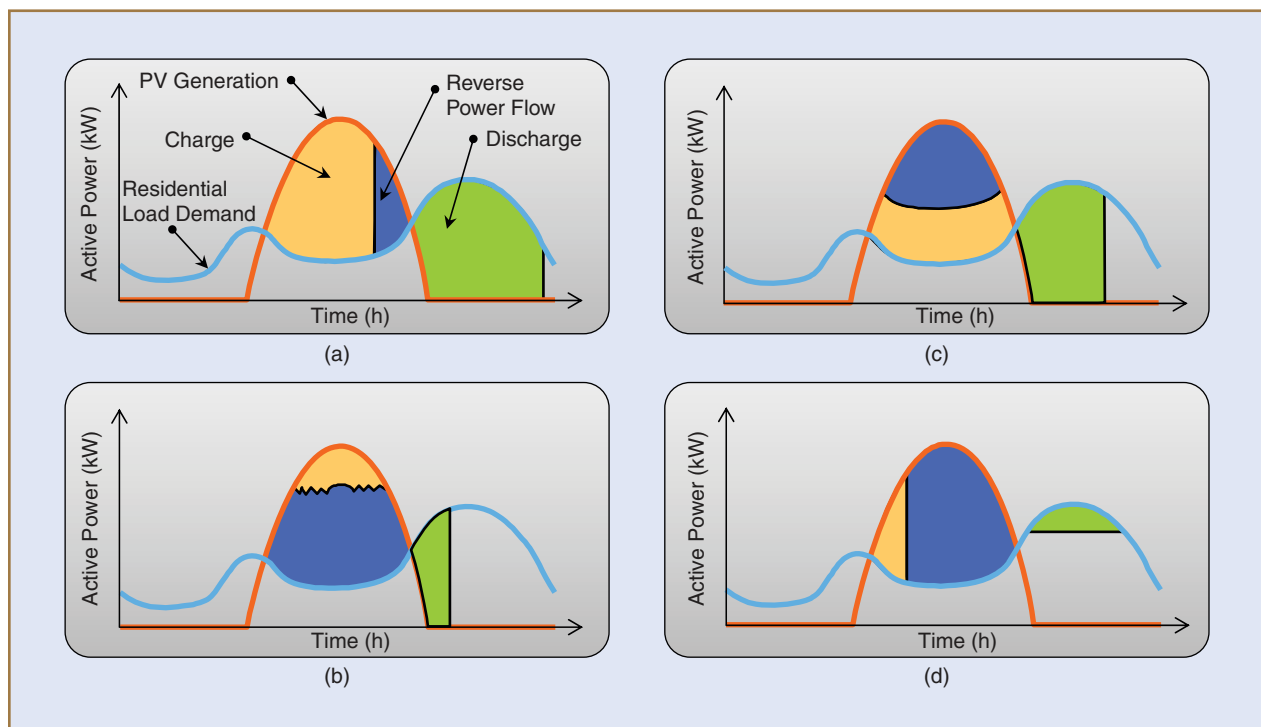 Active Power (kW)
PV Generation
Charge
Residential
Load Demand
Reverse
Power Flow
Discharge
Time (h)
(a)
Active Power (kW)
Time (h)
(c)
Active Power (kW)
Time (h)
(b)
Active Power (kW)
Time (h)
(d)